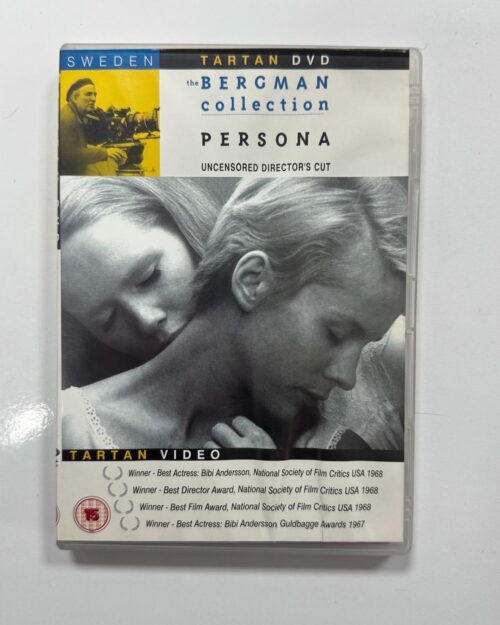 SWEDEN
TARTAN DVD
the BERGMAN
collection
PERSONA
UNCENSORED DIRECTOR'S CUT
TARTAN VIDEO
Winner - Best Actress: Bibi Andersson, National Society of Film Critics USA 1968
Winner - Best Director Award, National Society of Film Critics USA 1968
Winner - Best Film Award, National Society of Film Critics USA 1968
Winner - Best Actress: Bibi Andersson Guldbagge Awards 1967
15